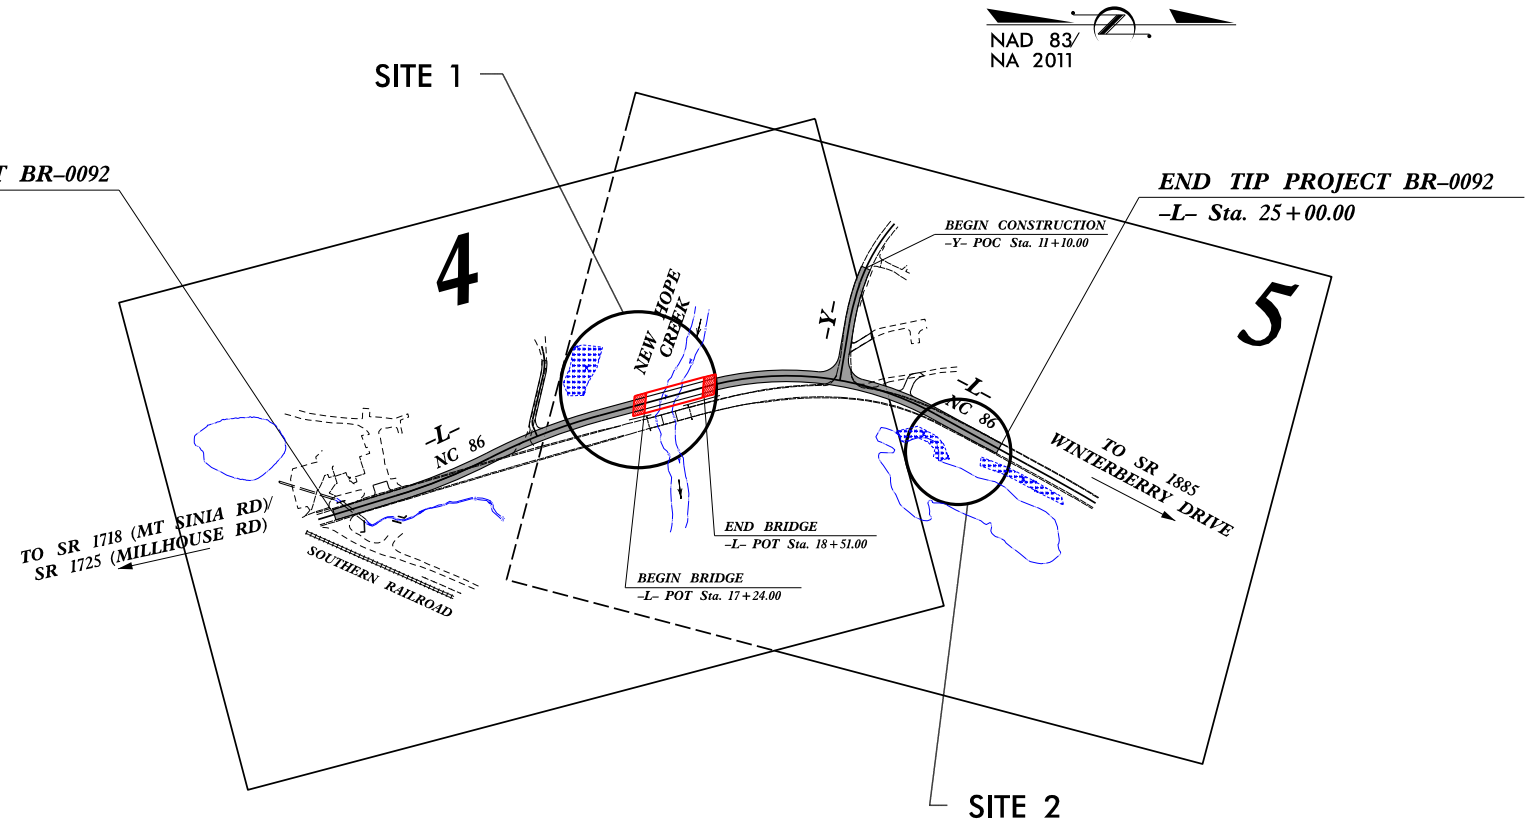 NAD 83/
NA 2011
SITE 1
T BR–0092
END TIP PROJECT BR–0092
–L– Sta. 25+00.00
BEGIN CONSTRUCTION
–Y– POC Sta. 11+10.00
4
5
NEW HOPE
CREEK
–Y–
–L–
NC 86
–L–
NC 86
TO SR 1885
WINTERBERRY DRIVE
TO SR 1718 (MT SINIA RD)/
SR 1725 (MILLHOUSE RD)
SOUTHERN RAILROAD
END BRIDGE
–L– POT Sta. 18+51.00
BEGIN BRIDGE
–L– POT Sta. 17+24.00
SITE 2